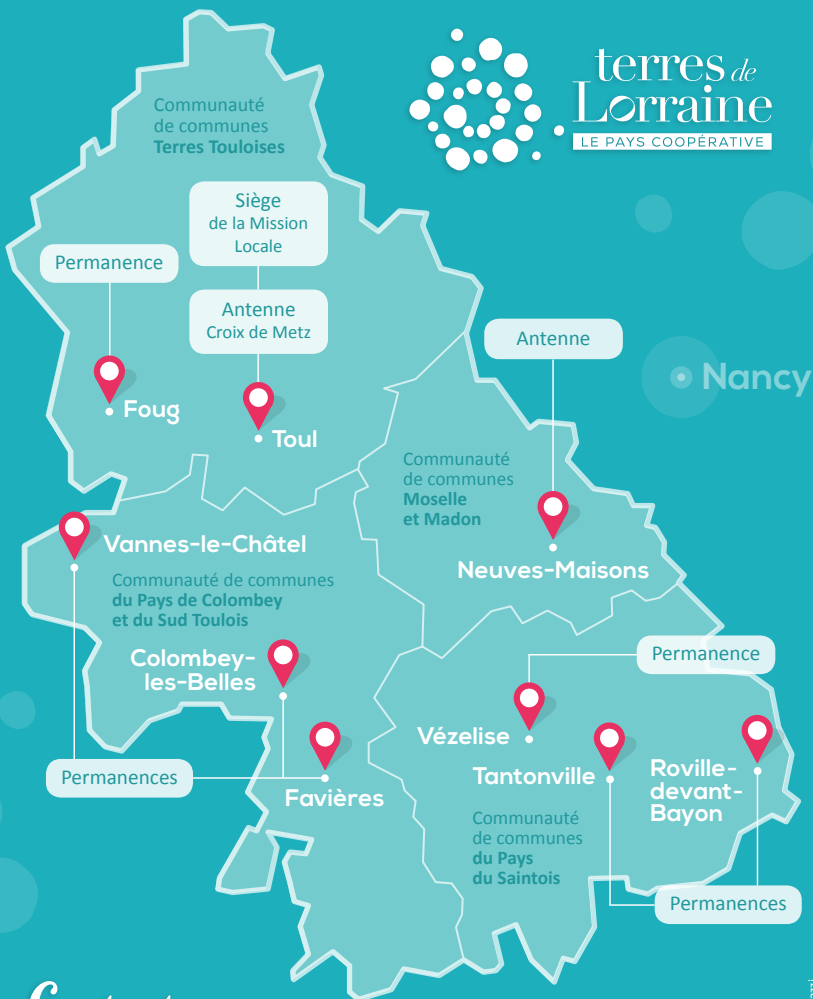 terres de
Lorraine
LE PAYS COOPÉRATIVE
Communauté
de communes
Terres Touloises
Siège
de la Mission
Locale
Permanence
Antenne
Croix de Metz
Antenne
Nancy
Foug
Toul
Communauté
de communes
Moselle
et Madon
Vannes-le-Châtel
Neuves-Maisons
Communauté de communes
du Pays de Colombey
et du Sud Toulois
Colombey-
les-Belles
Permanence
Vézelise
Tantonville
Roville-
devant-
Bayon
Permanences
Favières
Communauté
de communes
du Pays
du Saintois
Permanences